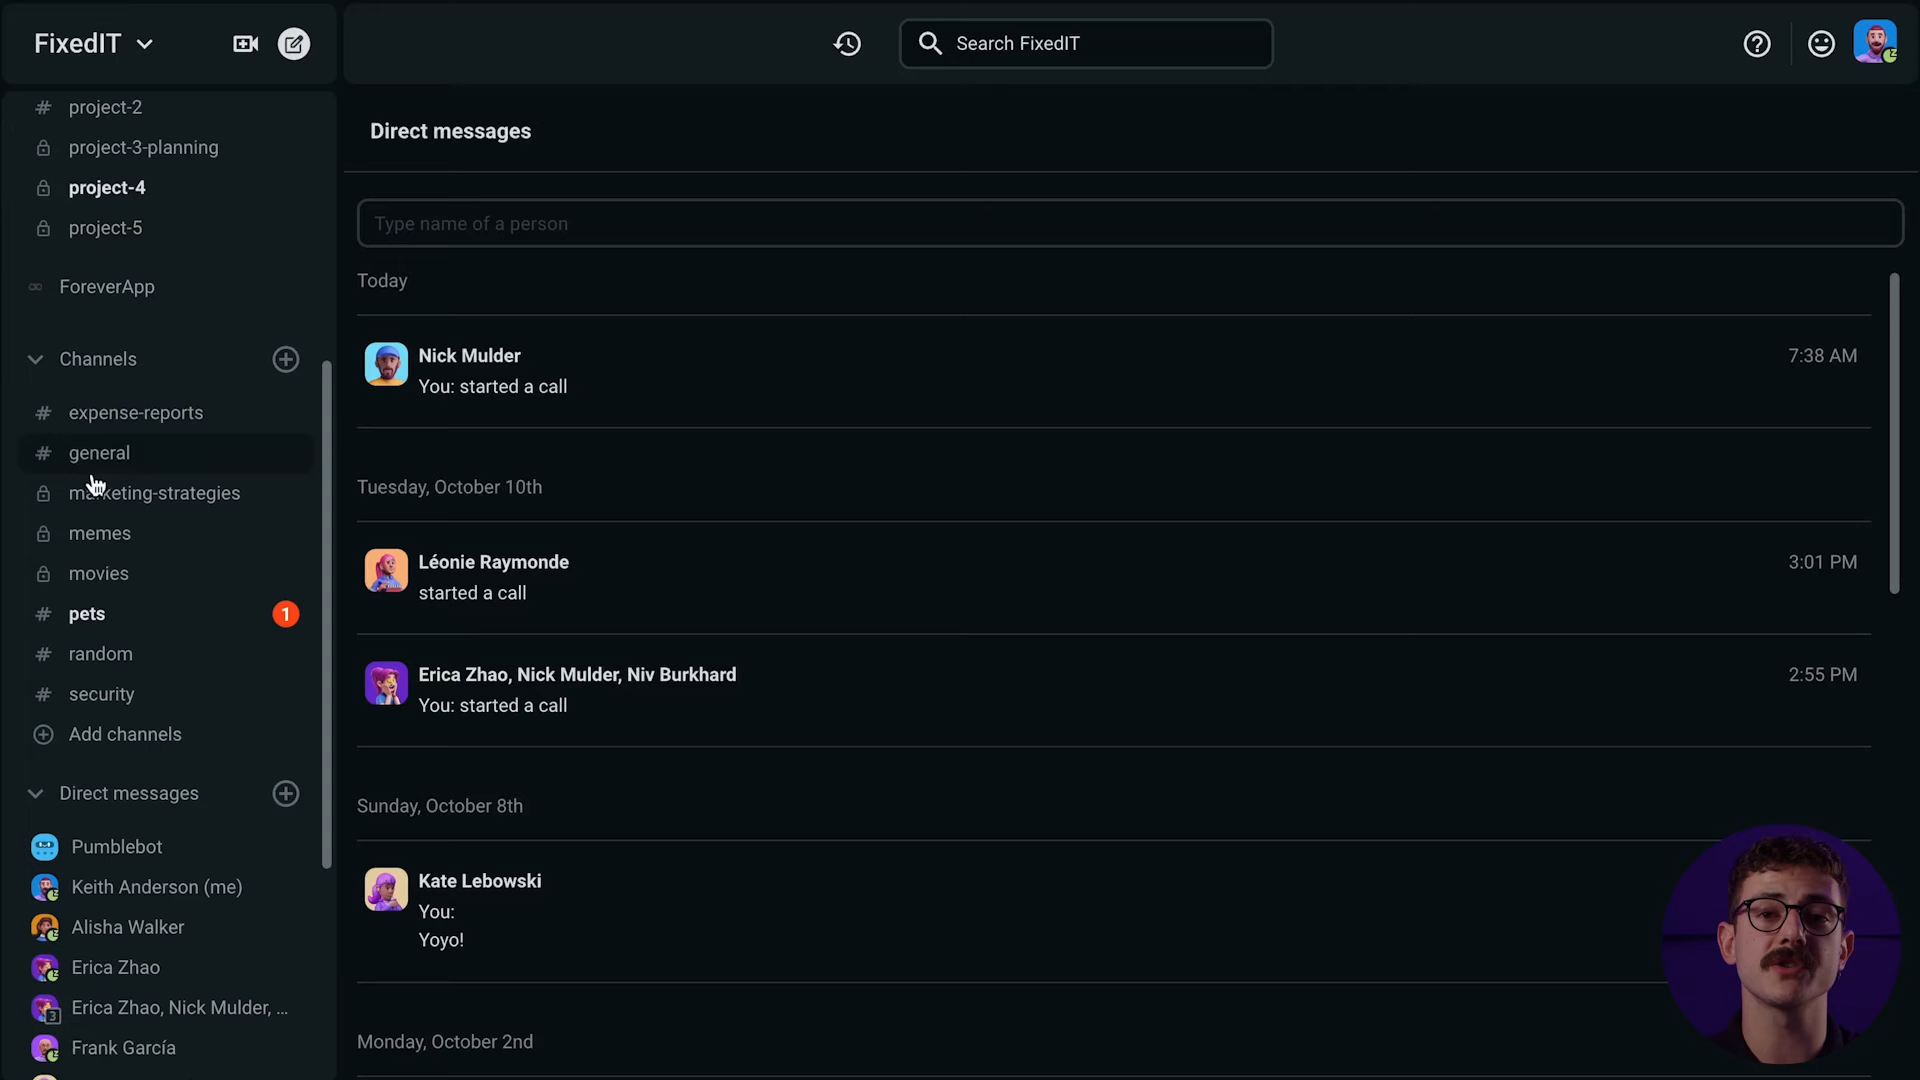 FixedIT
Search FixedIT
project-2
project-3-planning
project-4
project-5
ForeverApp
Channels
expense-reports
general
marketing-strategies
memes
movies
pets
1
random
security
Add channels
Direct messages
Pumblebot
Keith Anderson (me)
Alisha Walker
Erica Zhao
3
Erica Zhao, Nick Mulder, ...
Frank García
Direct messages
Type name of a person
Today
Nick Mulder
7:38 AM
You: started a call
Tuesday, October 10th
Léonie Raymonde
3:01 PM
started a call
Erica Zhao, Nick Mulder, Niv Burkhard
2:55 PM
You: started a call
Sunday, October 8th
Kate Lebowski
You:
Yoyo!
Monday, October 2nd